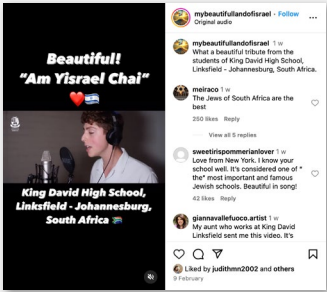 Beautiful!
"Am Yisrael Chai"
King David High School,
Linksfield - Johannesburg,
South Africa
mybeautifullandofisrael • Follow
Original audio
mybeautifullandofisrael 1 w
What a beautiful tribute from the
students of King David High School,
Linksfield - Johannesburg, South Africa.
meiraco 1 w
The Jews of South Africa are the
best
250 likes Reply
View all 5 replies
sweetirispommerianlover 1 w
Love from New York. I know your
school well. It's considered one of "
the" most important and famous
Jewish schools. Beautiful in song!
42 likes Reply
giannavallefuoco.artist 1 w
My aunt who works at King David
Linksfield sent me this video. It's
Liked by judithmn2002 and others
9 February